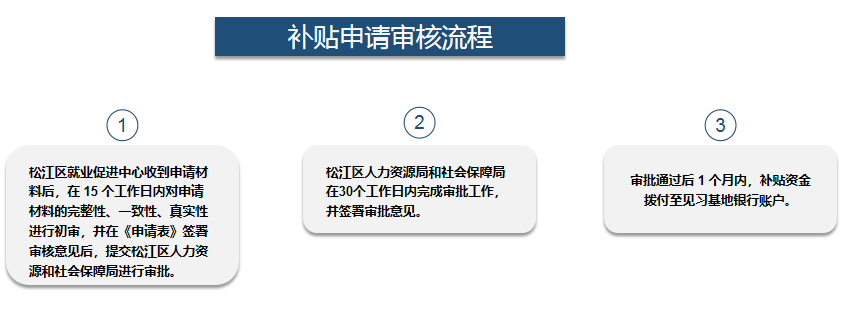 补贴申请审核流程
1
松江区就业促进中心收到申请材
料后，在 15 个工作日内对申请
材料的完整性、一致性、真实性
进行初审，并在《申请表》签署
审核意见后，提交松江区人力资
源和社会保障局进行审批。
2
松江区人力资源局和社会保障局
在30个工作日内完成审批工作，
并签署审批意见。
3
审批通过后 1 个月内，补贴资金
拨付至见习基地银行账户。